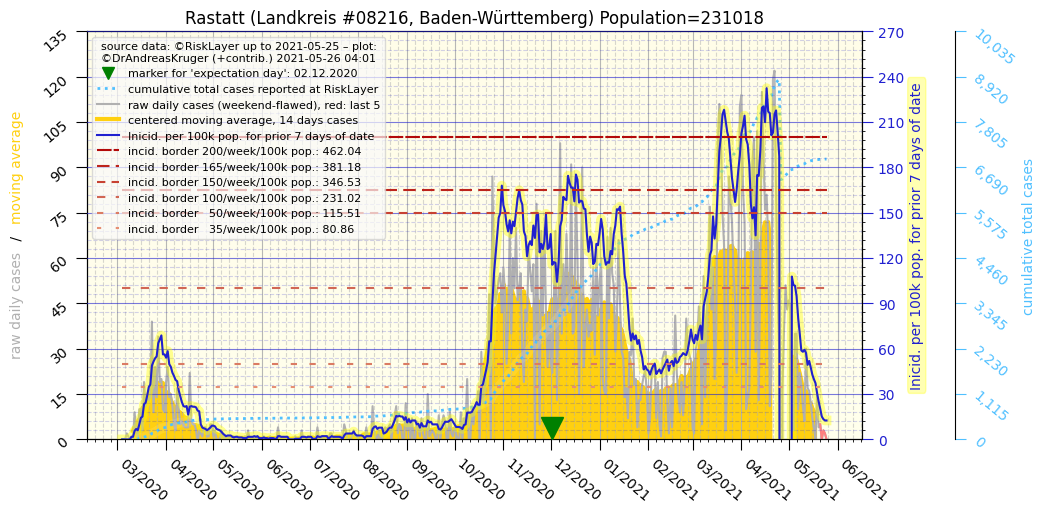 Rastatt (Landkreis #08216, Baden-Württemberg) Population=231018
source data: ©RiskLayer up to 2021-05-25 – plot:
©DrAndreasKruger (+contrib.) 2021-05-26 04:01
marker for 'expectation day': 02.12.2020
cumulative total cases reported at RiskLayer
raw daily cases (weekend-flawed), red: last 5
centered moving average, 14 days cases
Inicid. per 100k pop. for prior 7 days of date
incid. border 200/week/100k pop.: 462.04
incid. border 165/week/100k pop.: 381.18
incid. border 150/week/100k pop.: 346.53
incid. border 100/week/100k pop.: 231.02
incid. border 50/week/100k pop.: 115.51
incid. border 35/week/100k pop.: 80.86
raw daily cases / moving average
135
120
105
90
75
60
45
30
15
0
03/2020
04/2020
05/2020
06/2020
07/2020
08/2020
09/2020
10/2020
11/2020
12/2020
01/2021
02/2021
03/2021
04/2021
05/2021
06/2021
270
240
210
180
150
120
90
60
30
0
Inicid. per 100k pop. for prior 7 days of date
10,035
8,920
7,805
6,690
5,575
4,460
3,345
2,230
1,115
0
cumulative total cases